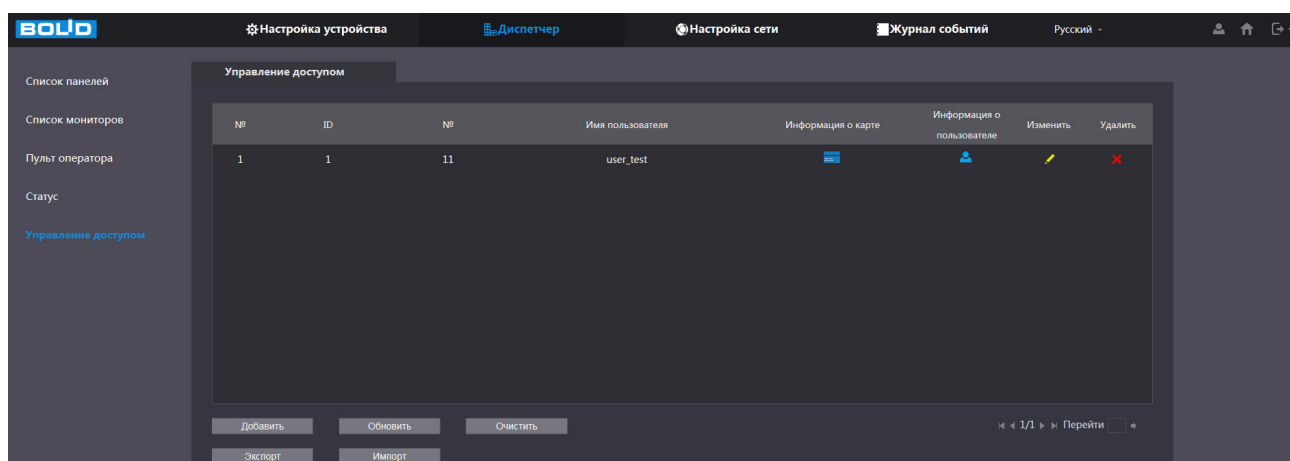 BOLID Настройка устройства Диспетчер Настройка сети Журнал событий Русский
Список панелей
Список мониторов
Пульт оператора
Статус
Управление доступом
Управление доступом
№ ID № Имя пользователя Информация о карте Информация о пользователе Изменить Удалить
1 1 11 user_test
Добавить Обновить Очистить 1/1 Перейти
Экспорт Импорт